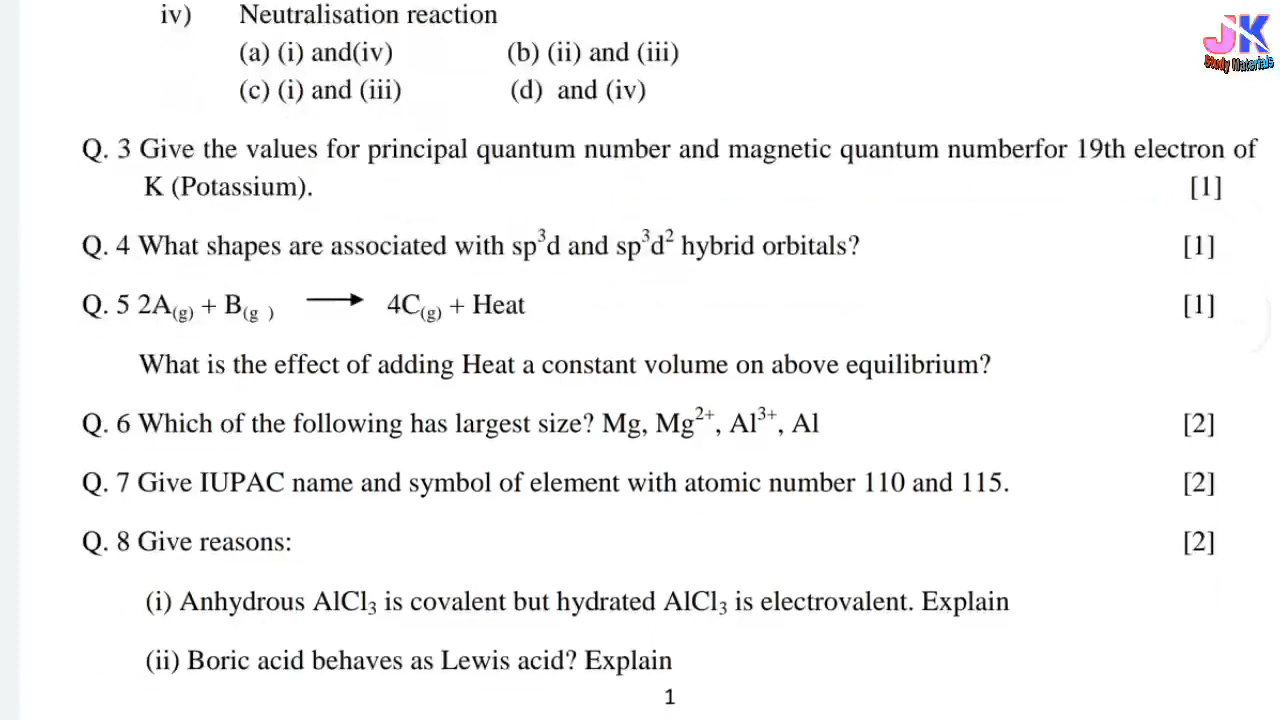 iv) Neutralisation reaction
(a) (i) and(iv) (b) (ii) and (iii)
(c) (i) and (iii) (d) and (iv)
JK
Study Materials
Q. 3 Give the values for principal quantum number and magnetic quantum numberfor 19th electron of
K (Potassium). [1]
Q. 4 What shapes are associated with sp³d and sp³d² hybrid orbitals? [1]
Q. 5 2A(g) + B(g ) ⟶ 4C(g) + Heat [1]
What is the effect of adding Heat a constant volume on above equilibrium?
Q. 6 Which of the following has largest size? Mg, Mg²⁺, Al³⁺, Al [2]
Q. 7 Give IUPAC name and symbol of element with atomic number 110 and 115. [2]
Q. 8 Give reasons: [2]
(i) Anhydrous AlCl₃ is covalent but hydrated AlCl₃ is electrovalent. Explain
(ii) Boric acid behaves as Lewis acid? Explain
1